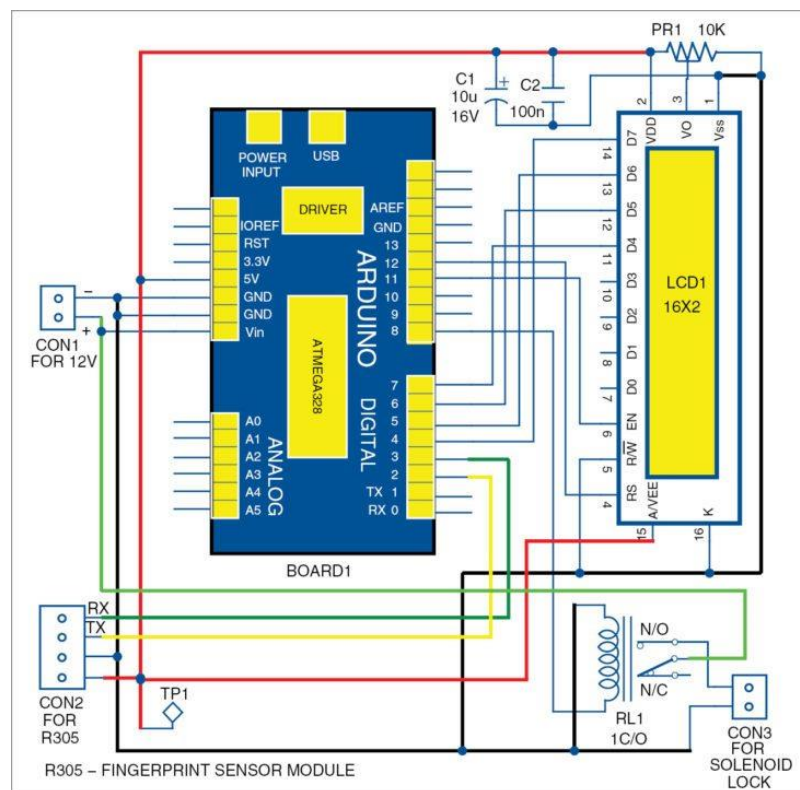 PR1 10K
C1
10u
16V
C2
100n
2
3
1
VDD
VO
Vss
POWER
INPUT
USB
DRIVER
IOREF
RST
3.3V
5V
GND
GND
Vin
AREF
GND
13
12
11
10
9
8
ARDUINO
ATMEGA328
DIGITAL
7
6
5
4
3
2
TX 1
RX 0
A0
A1
A2
A3
A4
A5
ANALOG
BOARD1
D7
14
D6
13
D5
12
D4
11
D3
10
D2
9
D1
8
D0
7
EN
6
R/W
5
RS
4
A/VEE
15
16
K
LCD1
16X2
−
+
CON1
FOR 12V
RX
TX
CON2
FOR
R305
TP1
N/O
N/C
RL1
1C/O
CON3
FOR
SOLENOID
LOCK
R305 – FINGERPRINT SENSOR MODULE